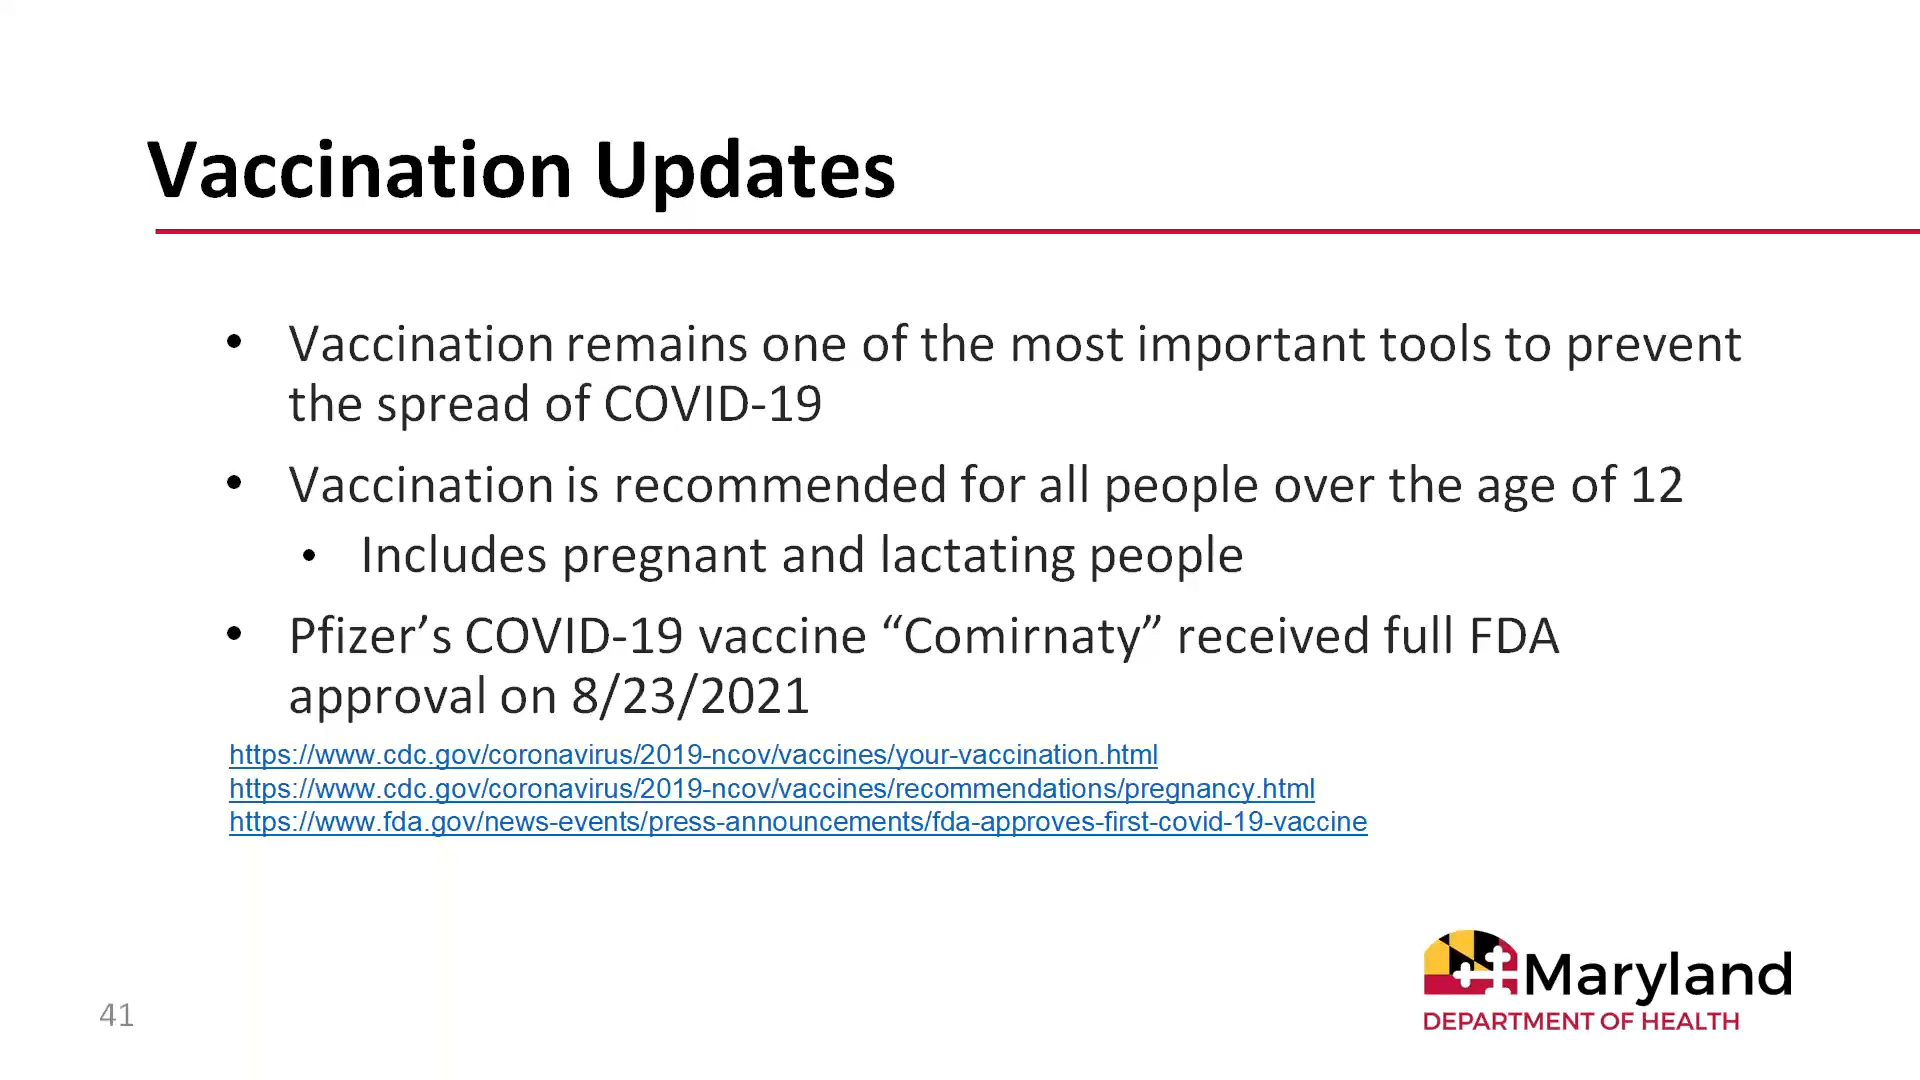 Vaccination Updates
• Vaccination remains one of the most important tools to prevent
the spread of COVID-19
• Vaccination is recommended for all people over the age of 12
• Includes pregnant and lactating people
• Pfizer’s COVID-19 vaccine “Comirnaty” received full FDA
approval on 8/23/2021
https://www.cdc.gov/coronavirus/2019-ncov/vaccines/your-vaccination.html
https://www.cdc.gov/coronavirus/2019-ncov/vaccines/recommendations/pregnancy.html
https://www.fda.gov/news-events/press-announcements/fda-approves-first-covid-19-vaccine
Maryland
DEPARTMENT OF HEALTH
41